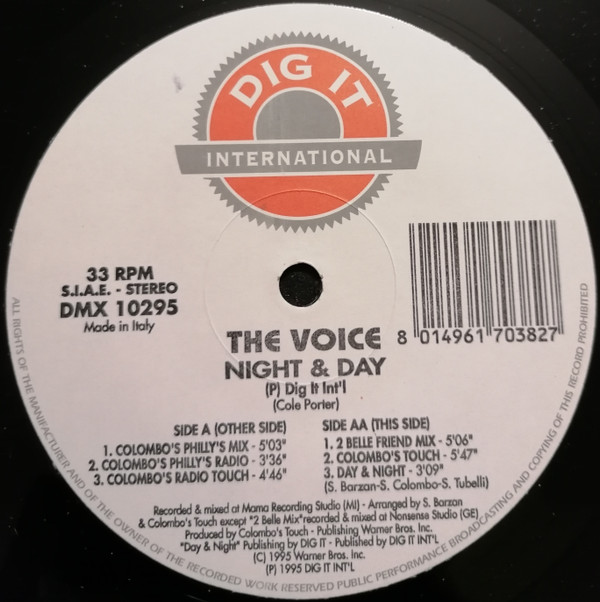 DIG IT
INTERNATIONAL
33 RPM
S.I.A.E. - STEREO
DMX 10295
Made in Italy
8 014961 703827
THE VOICE
NIGHT & DAY
(P) Dig It Int'l
(Cole Porter)
SIDE A (OTHER SIDE)
1. COLOMBO'S PHILLY'S MIX - 5'03"
2. COLOMBO'S PHILLY'S RADIO - 3'36"
3. COLOMBO'S RADIO TOUCH - 4'46"
SIDE AA (THIS SIDE)
1. 2 BELLE FRIEND MIX - 5'06"
2. COLOMBO'S TOUCH - 5'47"
3. DAY & NIGHT - 3'09"
(S. Barzan-S. Colombo-S. Tubelli)
Recorded & mixed at Mama Recording Studio (MI) - Arranged by S. Barzan
& Colombo's Touch except "2 Belle Mix"recorded & mixed at Nonsense Studio (GE)
Produced by Colombo's Touch - Publishing Warner Bros. Inc.
"Day & Night" Publishing by DIG IT - Published by DIG IT INT'L
(C) 1995 Warner Bros. Inc.
(P) 1995 DIG IT INT'L
ALL RIGHTS OF THE MANUFACTURER AND OF THE OWNER OF THE RECORDED WORK RESERVED PUBLIC PERFORMANCE BROADCASTING AND COPYING OF THIS RECORD PROHIBITED